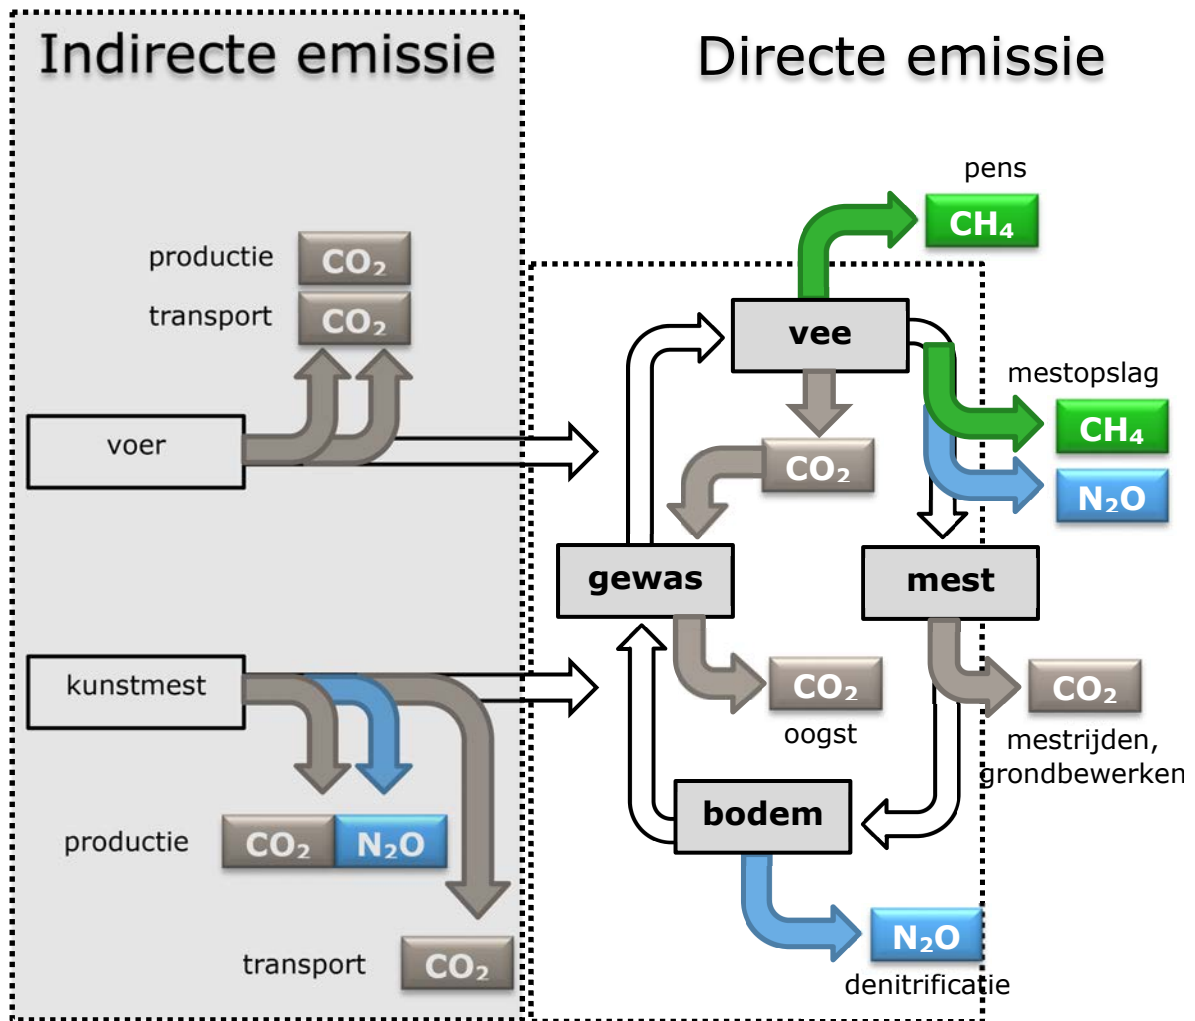 Indirecte emissie
Directe emissie
pens
CH₄
productie
CO₂
transport
CO₂
vee
mestopslag
CH₄
voer
CO₂
N₂O
gewas
mest
kunstmest
CO₂
oogst
CO₂
mestrijden,
grondbewerken
bodem
productie
CO₂
N₂O
N₂O
denitrificatie
transport
CO₂